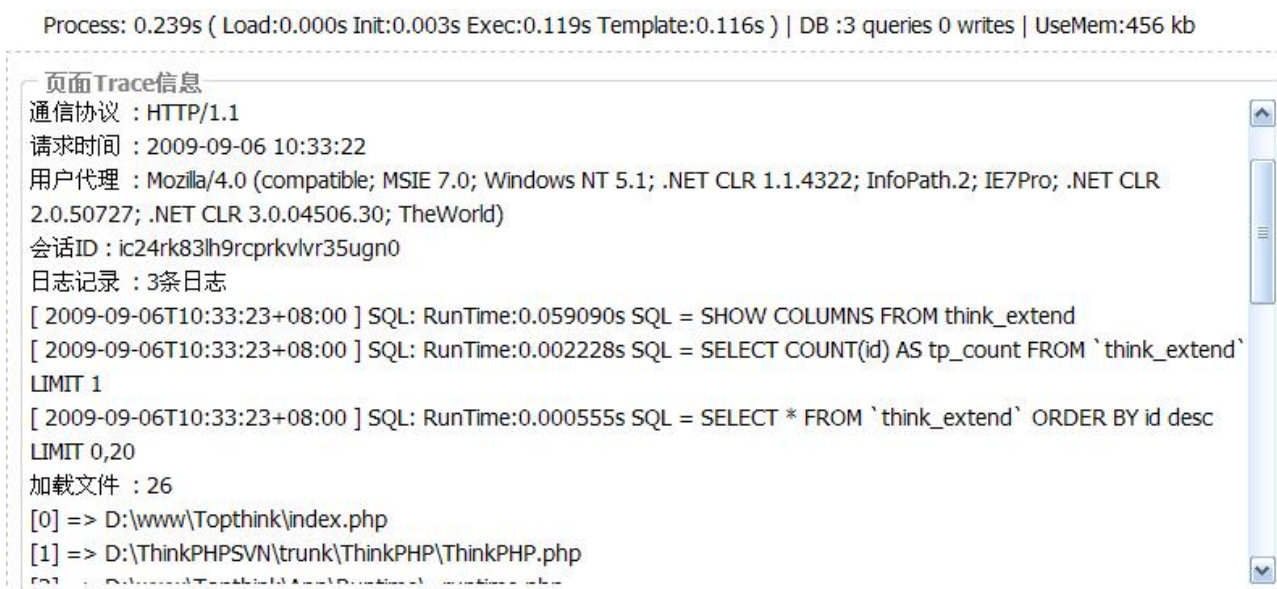 Process: 0.239s ( Load:0.000s Init:0.003s Exec:0.119s Template:0.116s ) | DB :3 queries 0 writes | UseMem:456 kb
页面Trace信息
通信协议 : HTTP/1.1
请求时间 : 2009-09-06 10:33:22
用户代理 : Mozilla/4.0 (compatible; MSIE 7.0; Windows NT 5.1; .NET CLR 1.1.4322; InfoPath.2; IE7Pro; .NET CLR
2.0.50727; .NET CLR 3.0.04506.30; TheWorld)
会话ID : ic24rk83lh9rcprkvlvr35ugn0
日志记录 : 3条日志
[ 2009-09-06T10:33:23+08:00 ] SQL: RunTime:0.059090s SQL = SHOW COLUMNS FROM think_extend
[ 2009-09-06T10:33:23+08:00 ] SQL: RunTime:0.002228s SQL = SELECT COUNT(id) AS tp_count FROM `think_extend`
LIMIT 1
[ 2009-09-06T10:33:23+08:00 ] SQL: RunTime:0.000555s SQL = SELECT * FROM `think_extend` ORDER BY id desc
LIMIT 0,20
加载文件 : 26
[0] => D:\www\Topthink\index.php
[1] => D:\ThinkPHPSVN\trunk\ThinkPHP\ThinkPHP.php